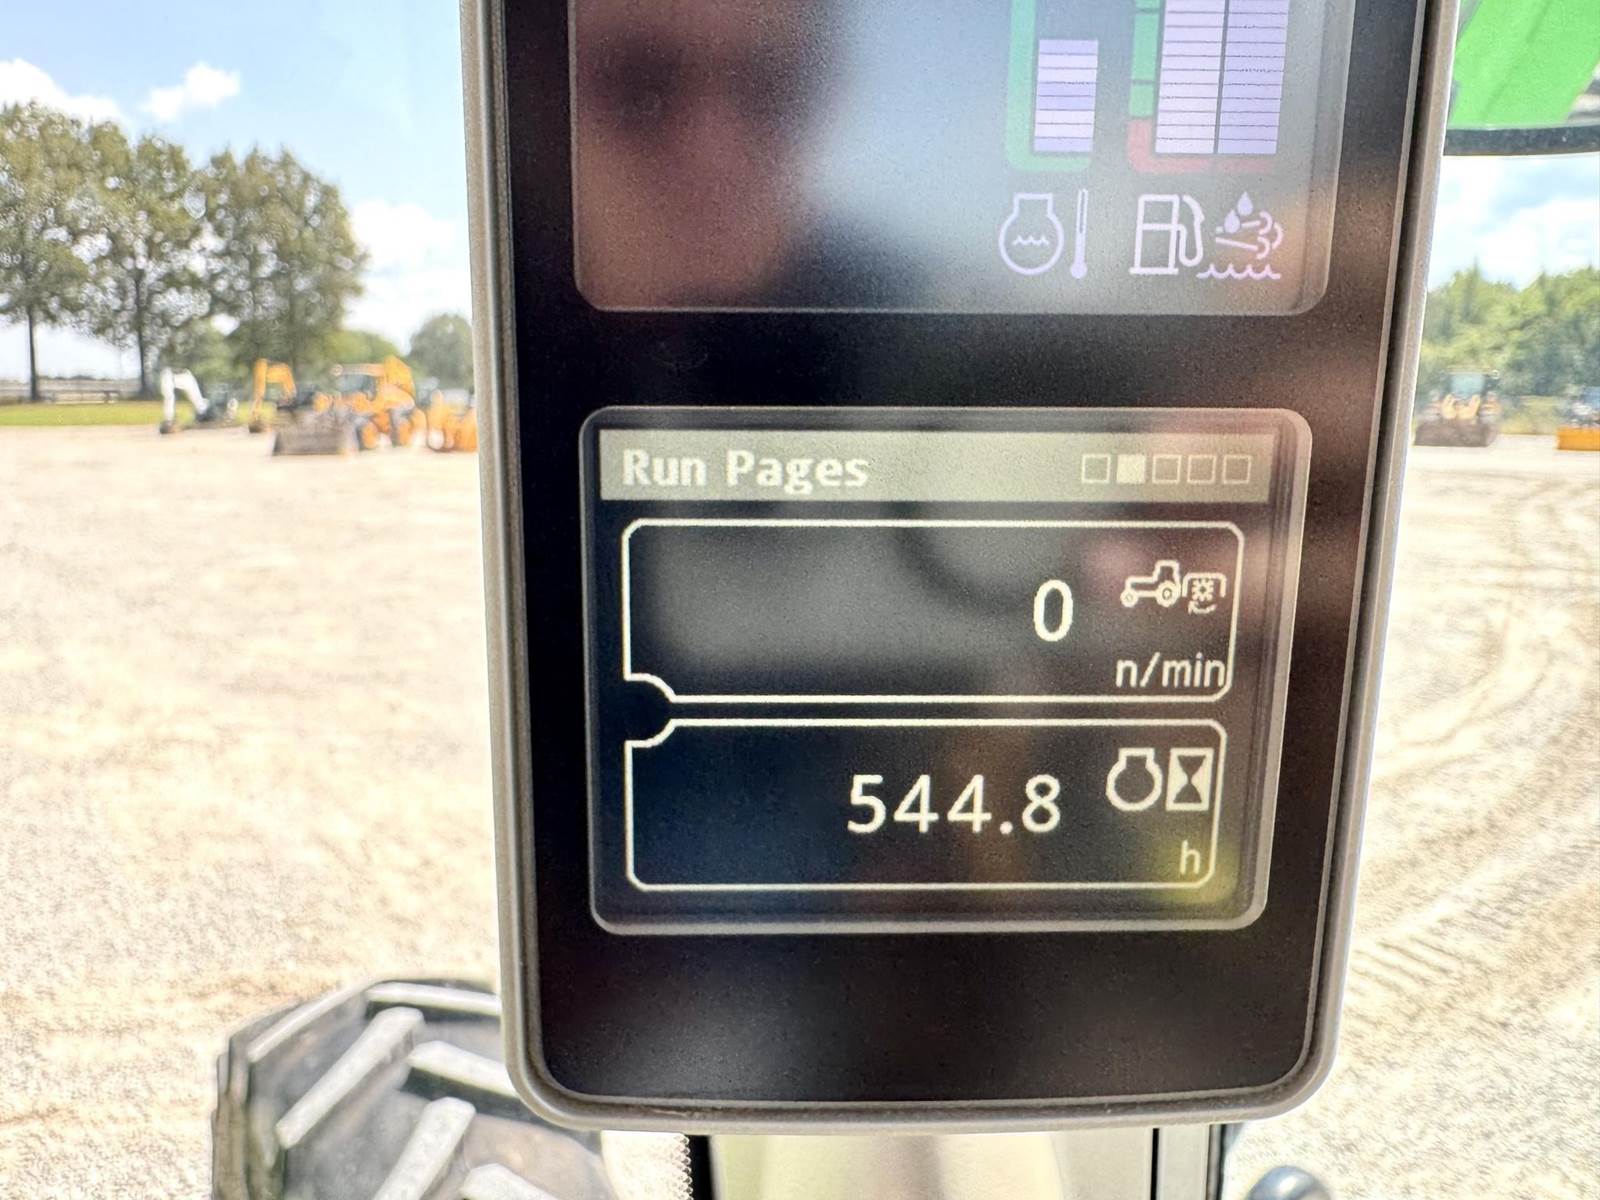 Run Pages
0
n/min
544.8
h